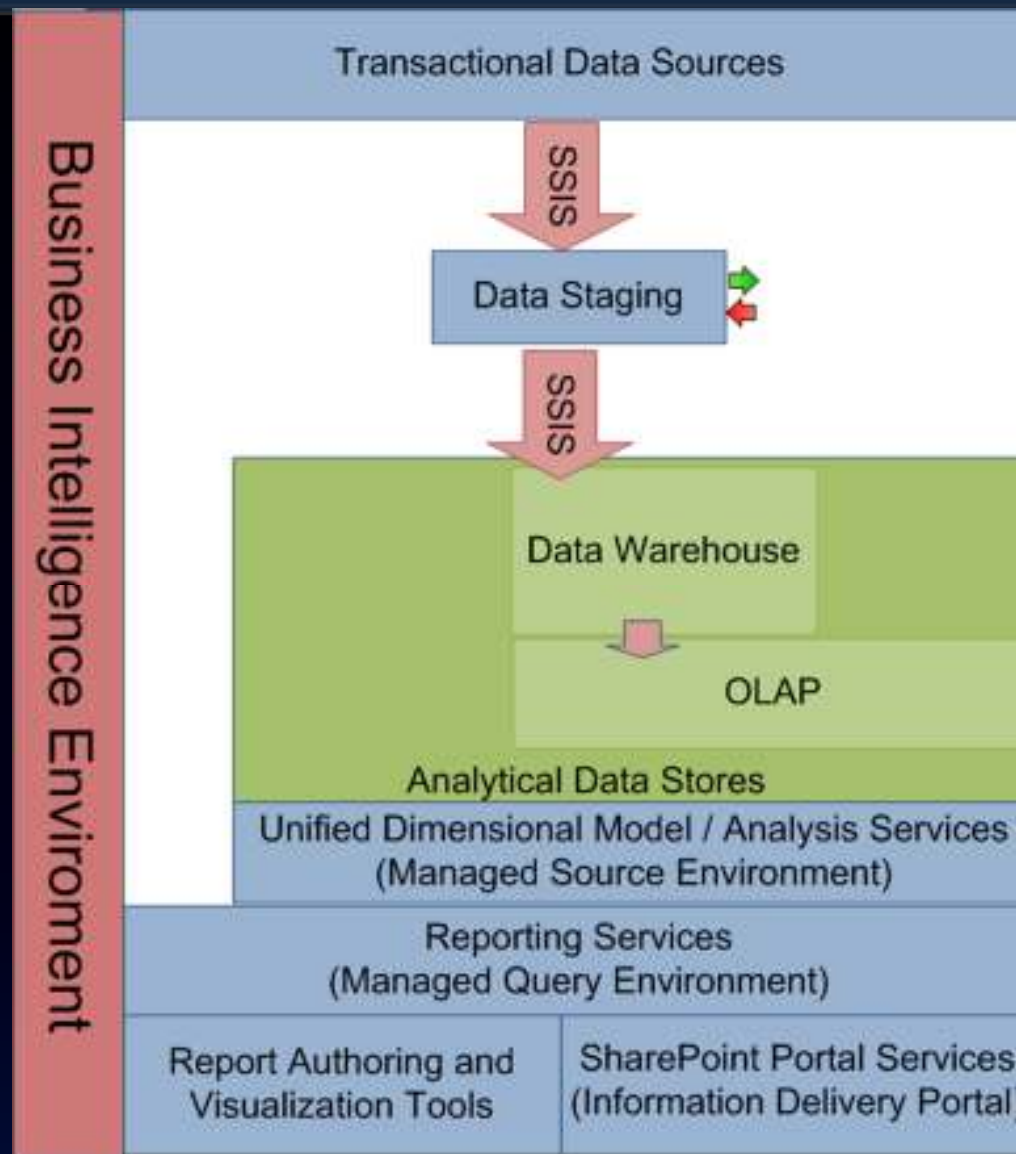 Business Intelligence Enviroment
Transactional Data Sources
SSIS
Data Staging
SSIS
Data Warehouse
OLAP
Analytical Data Stores
Unified Dimensional Model / Analysis Services
(Managed Source Environment)
Reporting Services
(Managed Query Environment)
Report Authoring and
Visualization Tools
SharePoint Portal Services
(Information Delivery Portal)